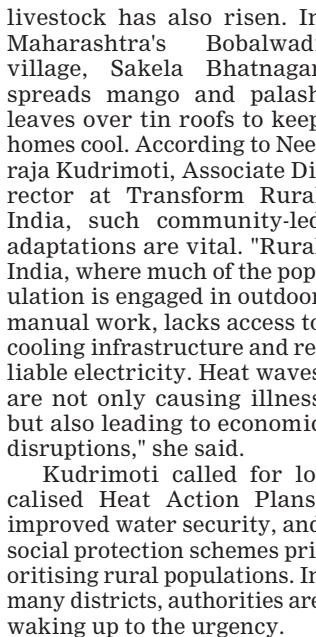 livestock has also risen. In
Maharashtra's Bobalwadi
village, Sakela Bhatnagar
spreads mango and palash
leaves over tin roofs to keep
homes cool. According to Nee
raja Kudrimoti, Associate Di
rector at Transform Rural
India, such community-led
adaptations are vital. "Rural
India, where much of the pop
ulation is engaged in outdoor
manual work, lacks access to
cooling infrastructure and re
liable electricity. Heat waves
are not only causing illness
but also leading to economic
disruptions," she said.
Kudrimoti called for lo
calised Heat Action Plans
improved water security, and
social protection schemes pri
oritising rural populations. In
many districts, authorities are
waking up to the urgency.